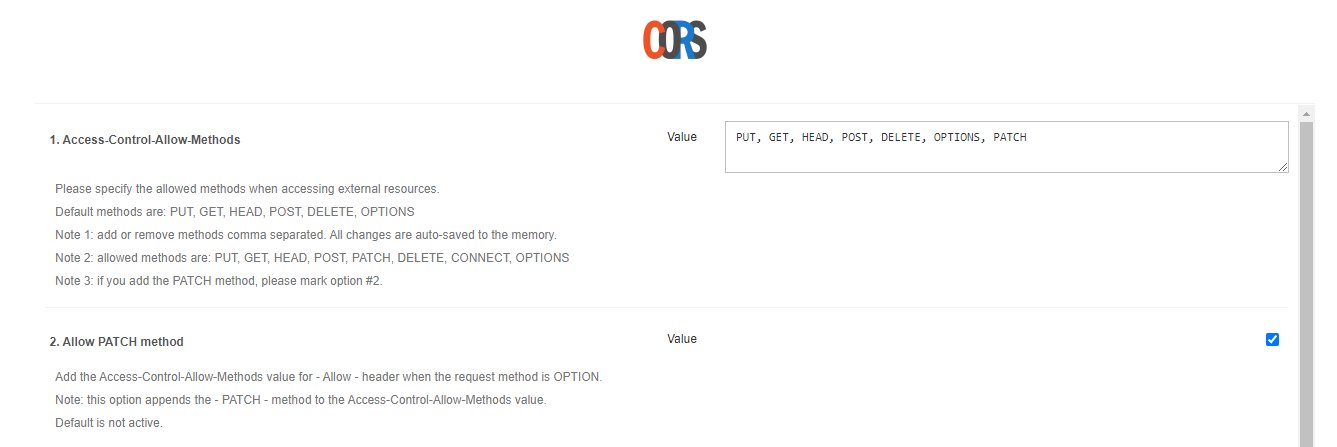 CORS
1. Access-Control-Allow-Methods
Value
PUT, GET, HEAD, POST, DELETE, OPTIONS, PATCH
Please specify the allowed methods when accessing external resources.
Default methods are: PUT, GET, HEAD, POST, DELETE, OPTIONS
Note 1: add or remove methods comma separated. All changes are auto-saved to the memory.
Note 2: allowed methods are: PUT, GET, HEAD, POST, PATCH, DELETE, CONNECT, OPTIONS
Note 3: if you add the PATCH method, please mark option #2.
2. Allow PATCH method
Value
Add the Access-Control-Allow-Methods value for - Allow - header when the request method is OPTION.
Note: this option appends the - PATCH - method to the Access-Control-Allow-Methods value.
Default is not active.